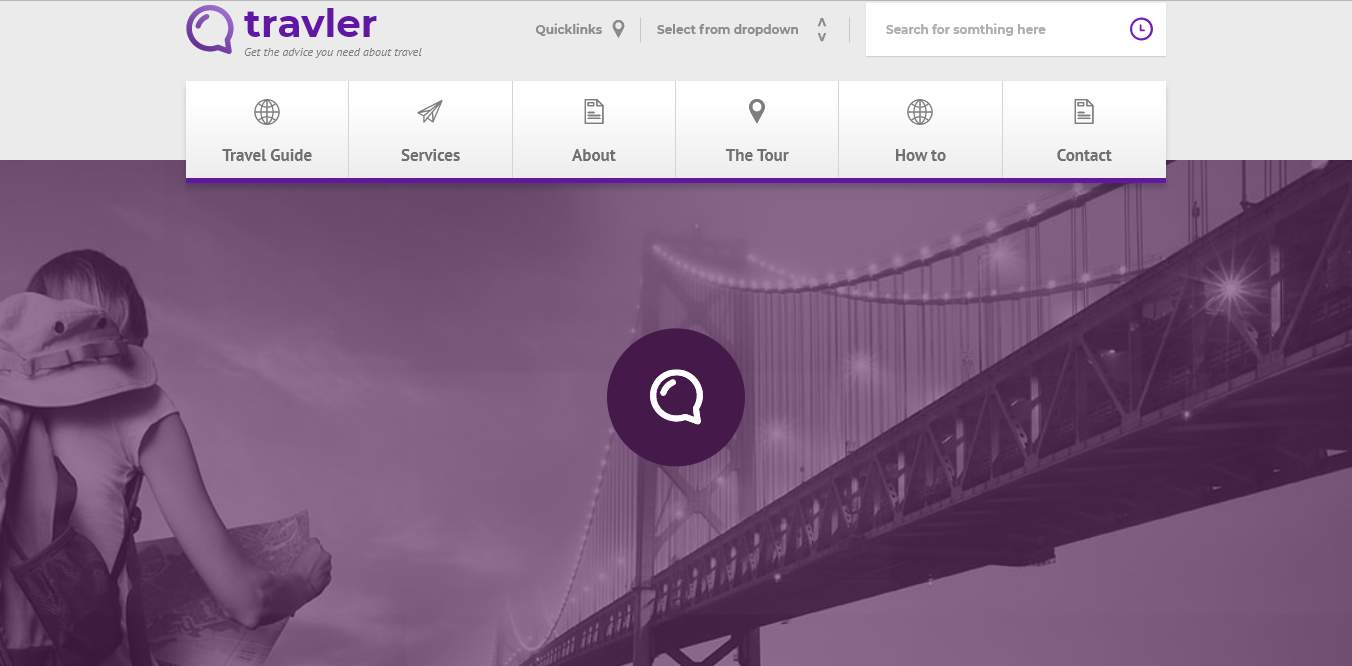 travler
Get the advice you need about travel
Quicklinks
Select from dropdown
Search for somthing here
Travel Guide
Services
About
The Tour
How to
Contact